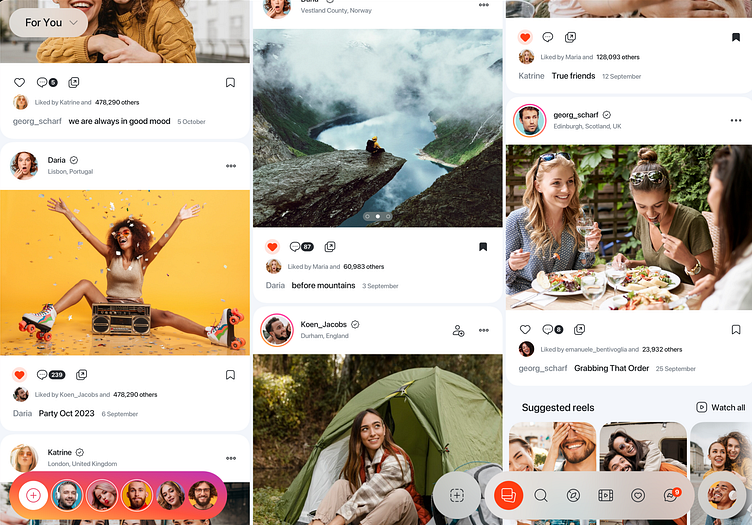 For You
6
Liked by Katrine and 478,290 others
georg_scharf we are always in good mood 5 October
Daria
Lisbon, Portugal
239
Liked by Koen_Jacobs and 478,290 others
Daria Party Oct 2023 6 September
Katrine
London, United Kingdom
Daria
Vestland County, Norway
87
Liked by Maria and 60,983 others
Daria before mountains 3 September
Koen_Jacobs
Durham, England
Liked by Maria and 128,093 others
Katrine True friends 12 September
georg_scharf
Edinburgh, Scotland, UK
6
Liked by emanuele_bentivoglia and 23,932 others
georg_scharf Grabbing That Order 25 September
Suggested reels
Watch all
9